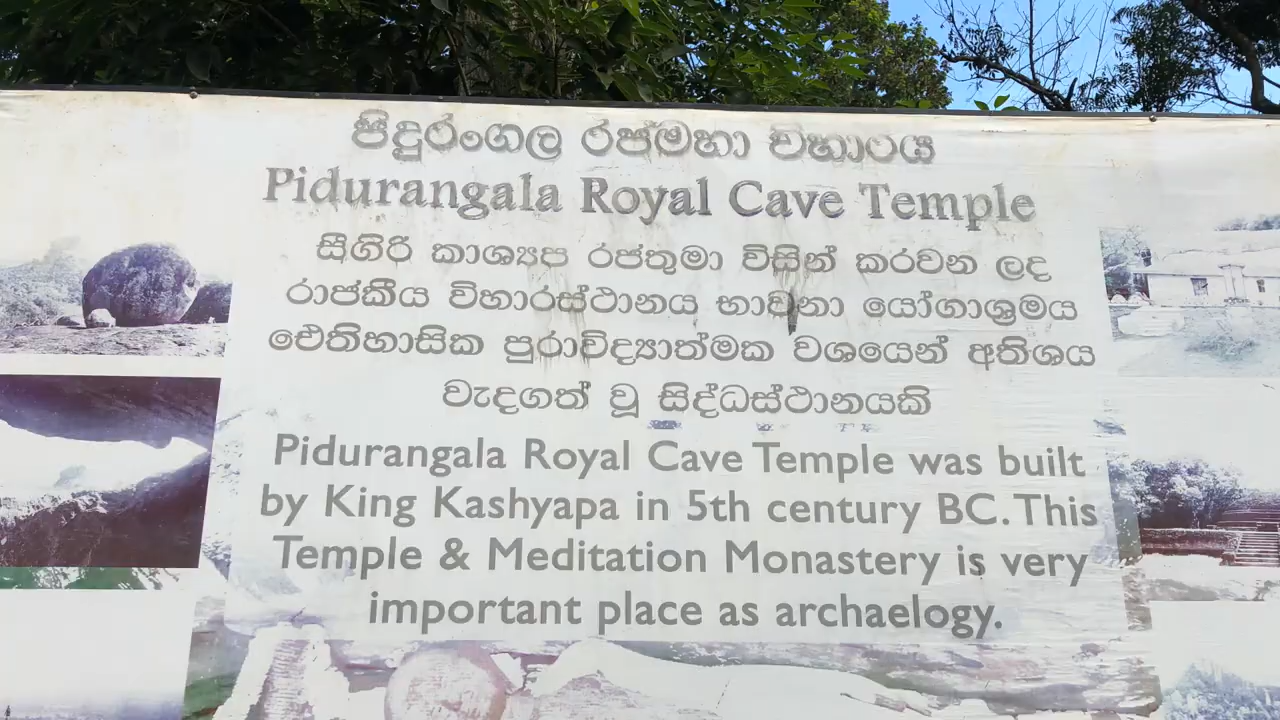 පිදුරංගල රජමහා විහාරය
Pidurangala Royal Cave Temple
සීගිරි කාශ්‍යප රජතුමා විසින් කරවන ලද
රාජකීය විහාරස්ථානය භාවනා යෝගාශ්‍රමය
ඓතිහාසික පුරාවිද්‍යාත්මක වශයෙන් අතිශය
වැදගත් වූ සිද්ධස්ථානයකි
Pidurangala Royal Cave Temple was built
by King Kashyapa in 5th century BC. This
Temple & Meditation Monastery is very
important place as archaelogy.